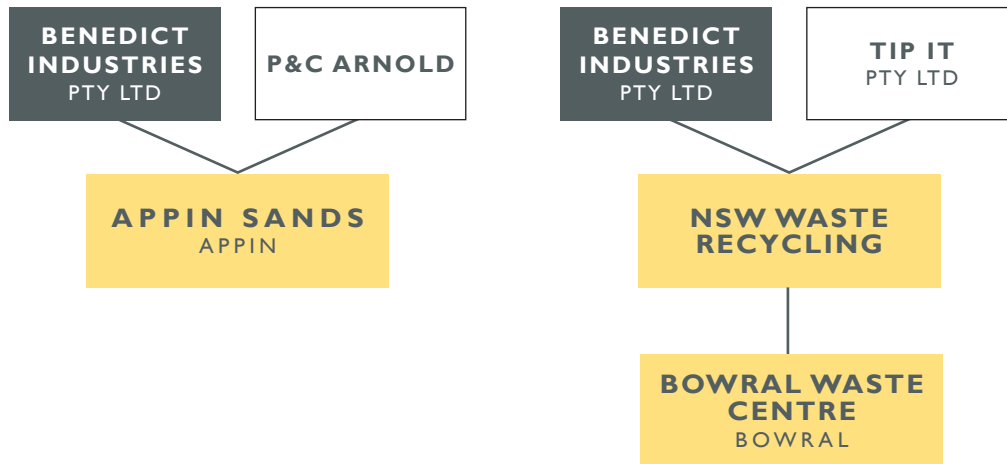 BENEDICT
INDUSTRIES
PTY LTD
P&C ARNOLD
APPIN SANDS
APPIN
BENEDICT
INDUSTRIES
PTY LTD
TIP IT
PTY LTD
NSW WASTE
RECYCLING
BOWRAL WASTE
CENTRE
BOWRAL